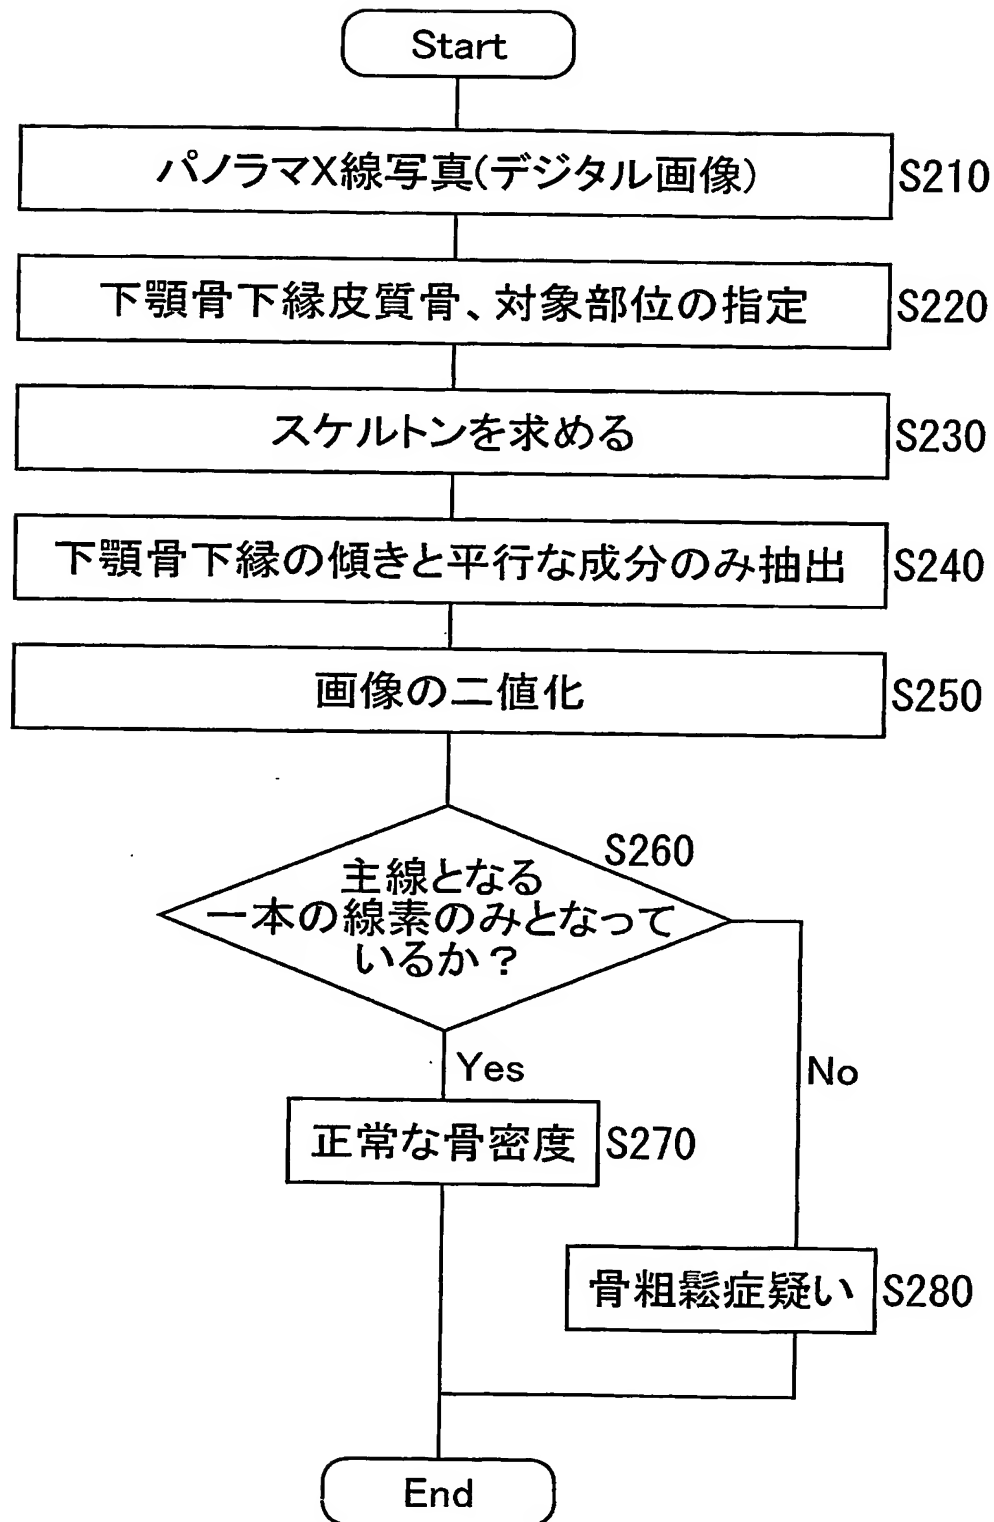 Start
パノラマX線写真(デジタル画像)
S210
下顎骨下縁皮質骨、対象部位の指定
S220
スケルトンを求める
S230
下顎骨下縁の傾きと平行な成分のみ抽出
S240
画像の二値化
S250
S260
主線となる
一本の線素のみとなって
いるか?
Yes
No
正常な骨密度
S270
骨粗鬆症疑い
S280
End